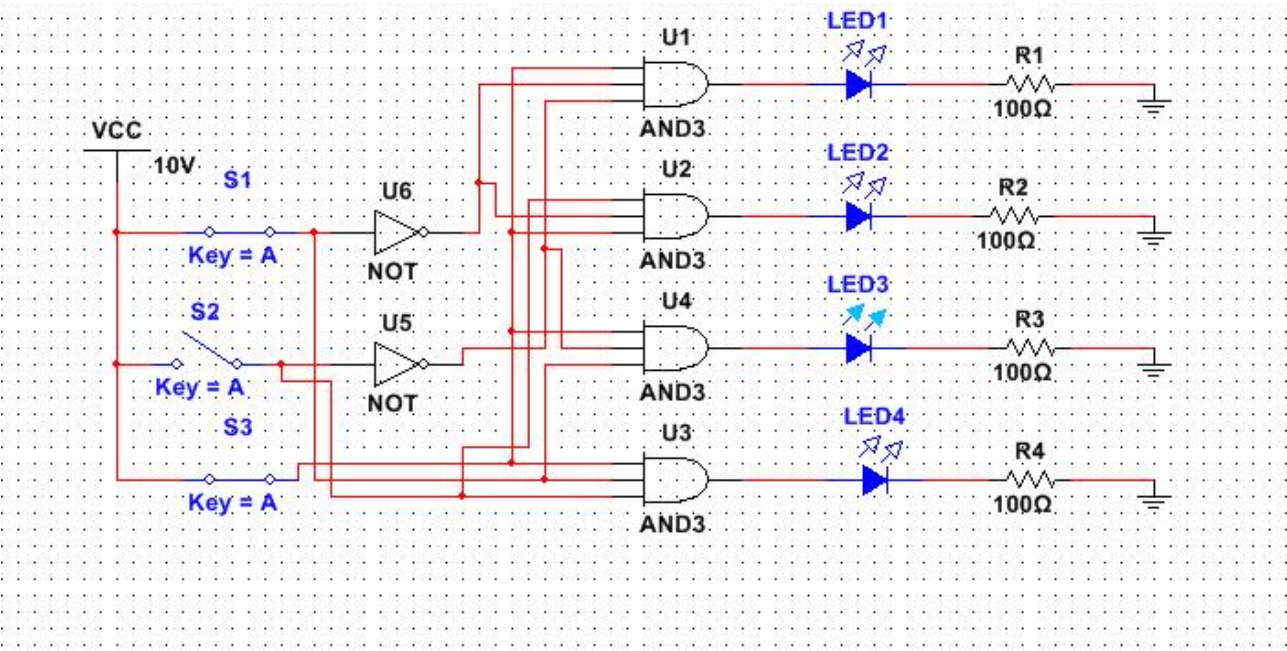 LED1
U1
R1
100Ω
AND3
VCC
10V
LED2
U2
S1
U6
R2
100Ω
Key = A
AND3
NOT
LED3
U4
S2
U5
R3
100Ω
Key = A
AND3
NOT
LED4
S3
U3
R4
Key = A
100Ω
AND3